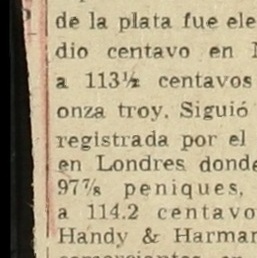 de la plata fue ele
dio centavo en
a 113½ centavos
onza troy. Siguió
registrada por el
en Londres donde
97⅞ peniques,
a 114.2 centavo
Handy & Harman